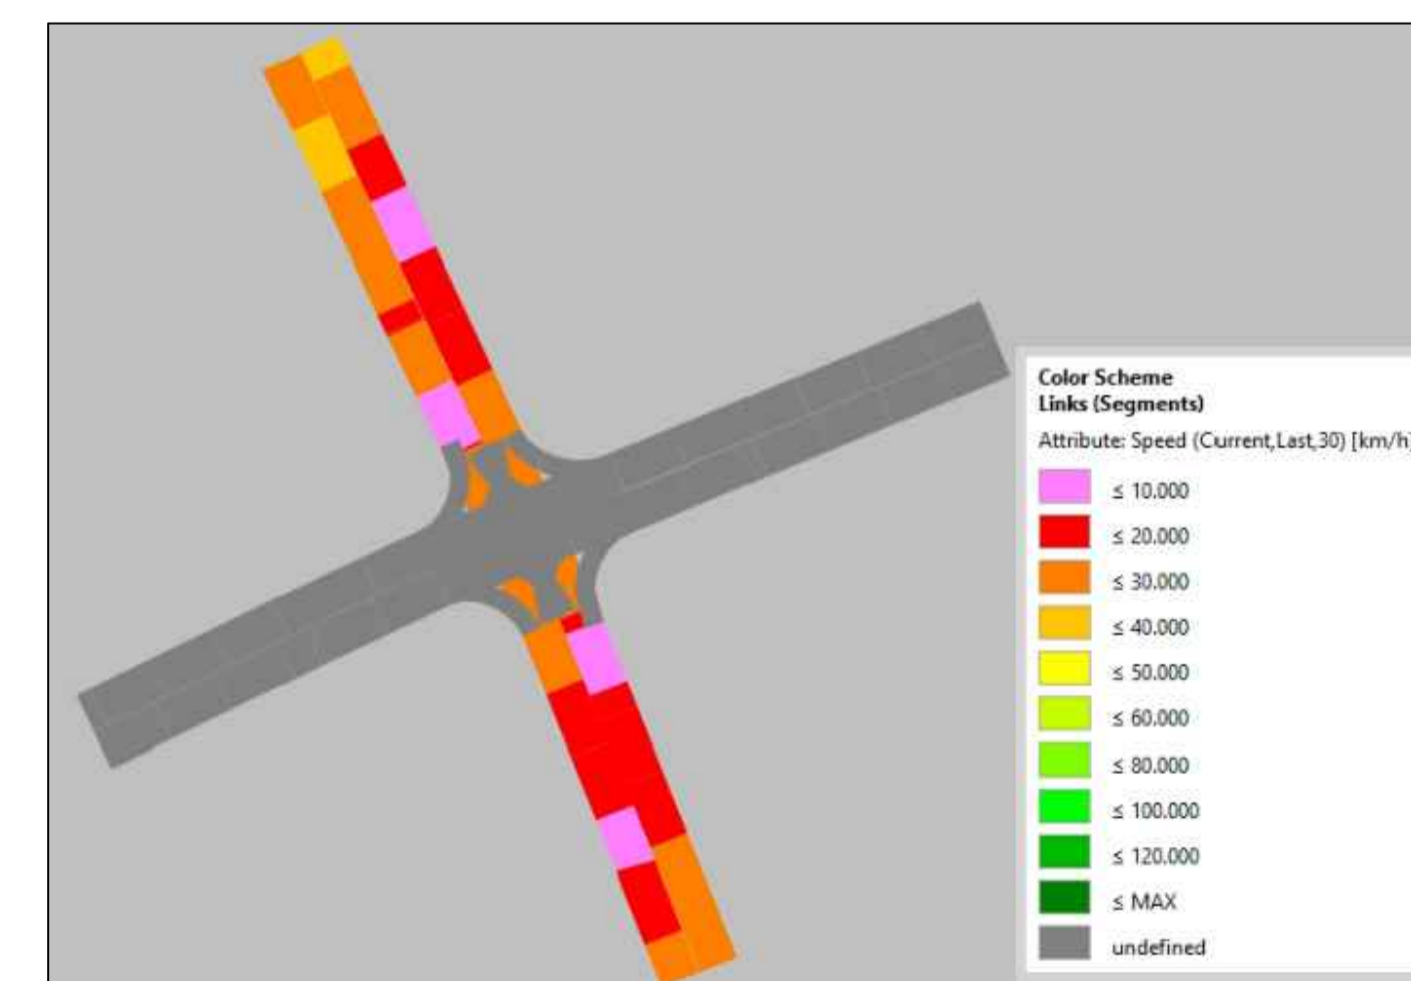 Color Scheme
Links (Segments)
Attribute: Speed (Current,Last,30) [km/h]
≤ 10.000
≤ 20.000
≤ 30.000
≤ 40.000
≤ 50.000
≤ 60.000
≤ 80.000
≤ 100.000
≤ 120.000
≤ MAX
undefined